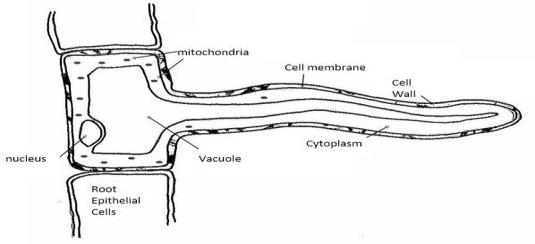 mitochondria
Cell membrane
Cell
Wall
nucleus
Vacuole
Cytoplasm
Root
Epithelial
Cells